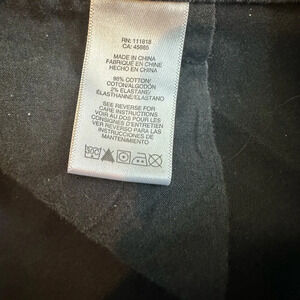 RN: 111818
CA: 45865
MADE IN CHINA
FABRIQUÉ EN CHINE
HECHO EN CHINA
98% COTTON/
COTON/ALGODÓN
2% ELASTANE/
ÉLASTHANNE/ELASTANO
SEE REVERSE FOR
CARE INSTRUCTIONS
VOIR AU DOS POUR LES
CONSIGNES D'ENTRETIEN
VER REVERSO PARA LAS
INSTRUCCIONES DE
MANTENIMIENTO